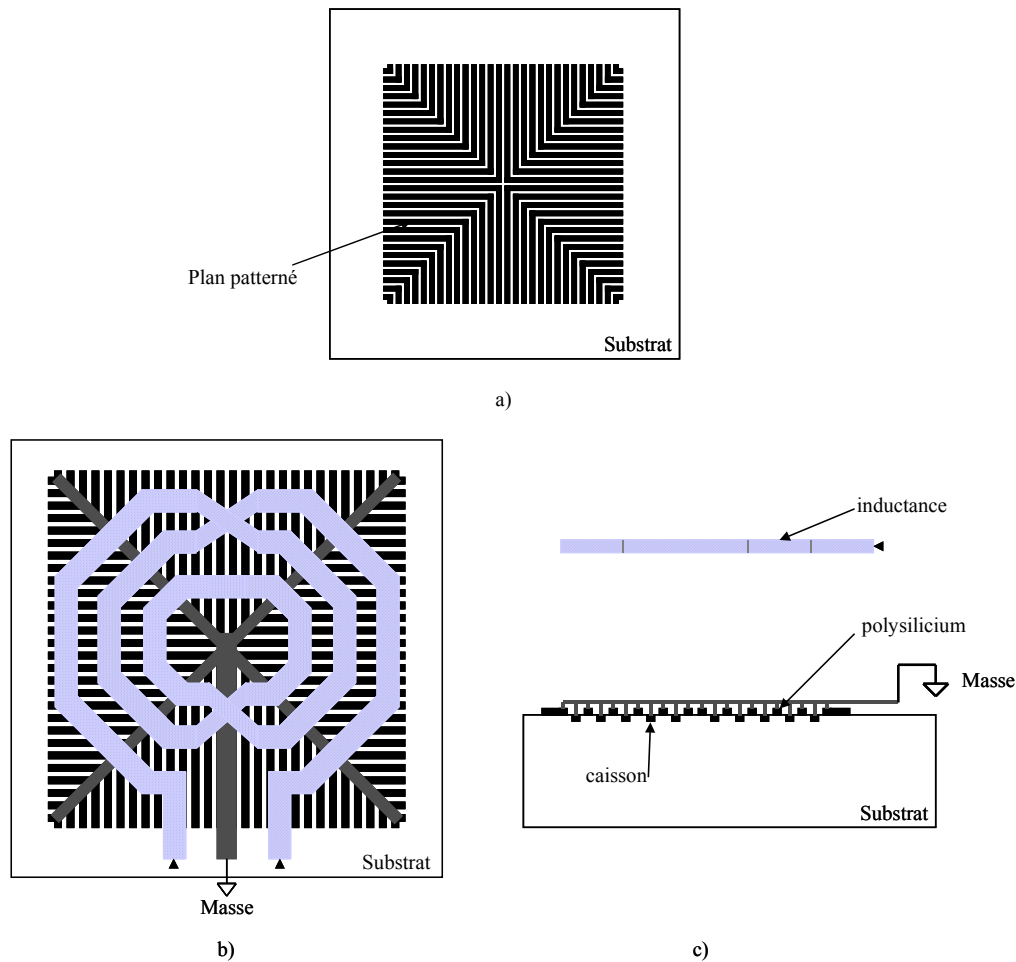 Plan patterné
Substrat
a)
inductance
polysilicium
Masse
caisson
Substrat
Substrat
Masse
b)
c)